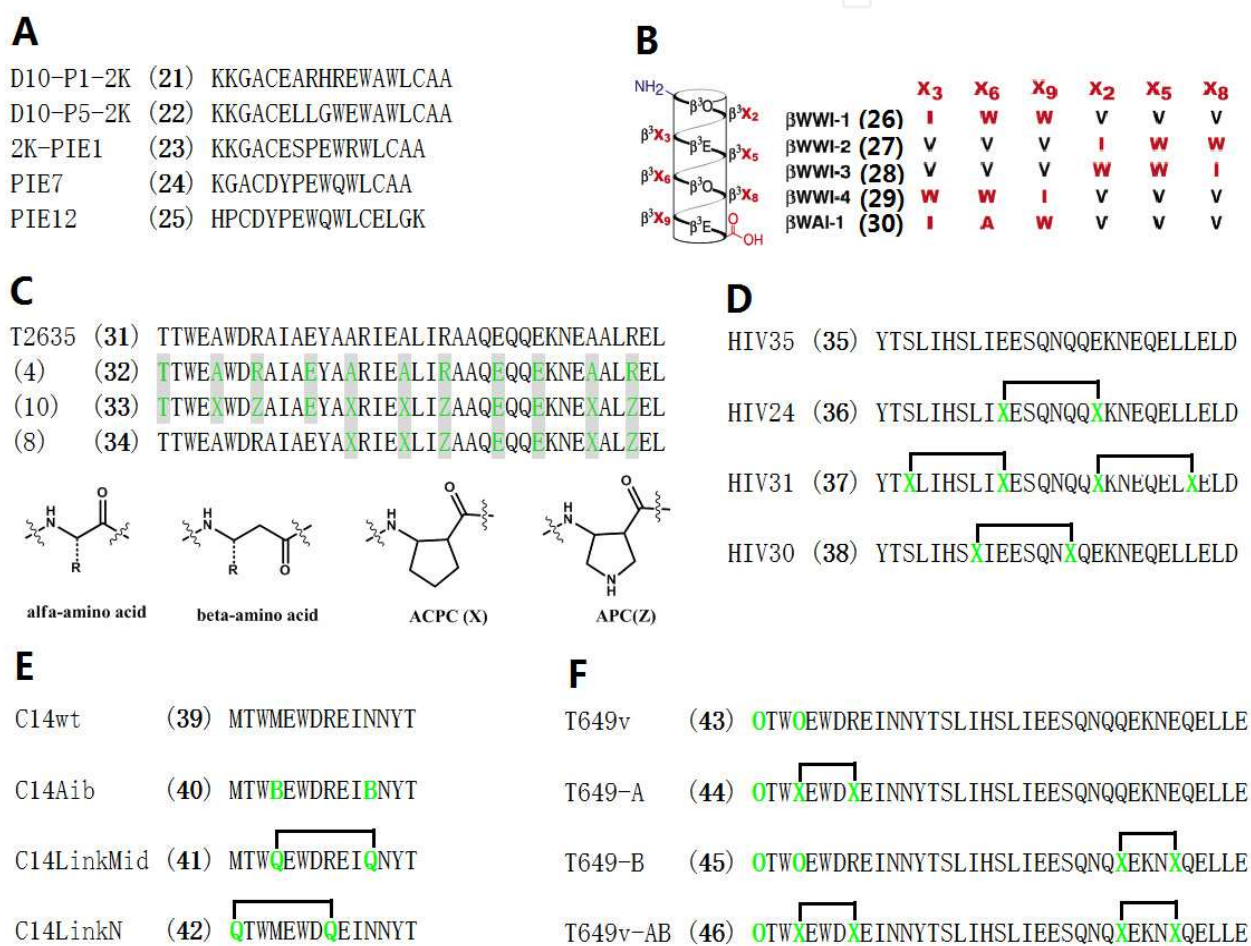 A
D10-P1-2K (21) KKGACEARHREWAWLCAA
D10-P5-2K (22) KKGACELLGWEWAWLCAA
2K-PIE1 (23) KKGACESPEWRWLCAA
PIE7 (24) KGACDYPEWQWLCAA
PIE12 (25) HPCDYPEWQWLCELGK
B
NH2
β³O
β³X2
β³X3
β³E
β³X5
β³X6
β³O
β³X8
β³X9
β³E
O
OH
X3 X6 X9 X2 X5 X8
βWWI-1 (26) I W W V V V
βWWI-2 (27) V V V I W W
βWWI-3 (28) V V V W W I
βWWI-4 (29) W W I V V V
βWAI-1 (30) I A W V V V
C
T2635 (31) TTWEAWDRAIAEYAARIEALIRAAQEQQEKNEAALREL
(4) (32) TTWEAWDRAIAEYAARIEALIRAAQEQQEKNEAALREL
(10) (33) TTWEXWDZAIAEYAXRIEXLIZAAQEQQEKNEXALZEL
(8) (34) TTWEAWDRAIAEYAXRIEXLIZAAQEQQEKNEXALZEL
H
N
O
R
alfa-amino acid
H
N
R
O
beta-amino acid
H
N
O
ACPC (X)
H
N
O
N
H
APC(Z)
D
HIV35 (35) YTSLIHSLIEESQNQQEKNEQELLELD
HIV24 (36) YTSLIHSLIXESQNQQXKNEQELLELD
HIV31 (37) YTXLIHSLIXESQNQQXKNEQELXELD
HIV30 (38) YTSLIHSXIEESQNXQEKNEQELLELD
E
C14wt (39) MTWMEWDREINNYT
C14Aib (40) MTWBEWDREIBNYT
C14LinkMid (41) MTWQEWDREIQNYT
C14LinkN (42) QTWMEWDQEINNYT
F
T649v (43) OTWOEWDREINNYTSLIHSLIEESQNQQEKNEQELLE
T649-A (44) OTWXEWDXEINNYTSLIHSLIEESQNQQEKNEQELLE
T649-B (45) OTWOEWDREINNYTSLIHSLIEESQNQXEKNXQELLE
T649v-AB (46) OTWXEWDXEINNYTSLIHSLIEESQNQXEKNXQELLE